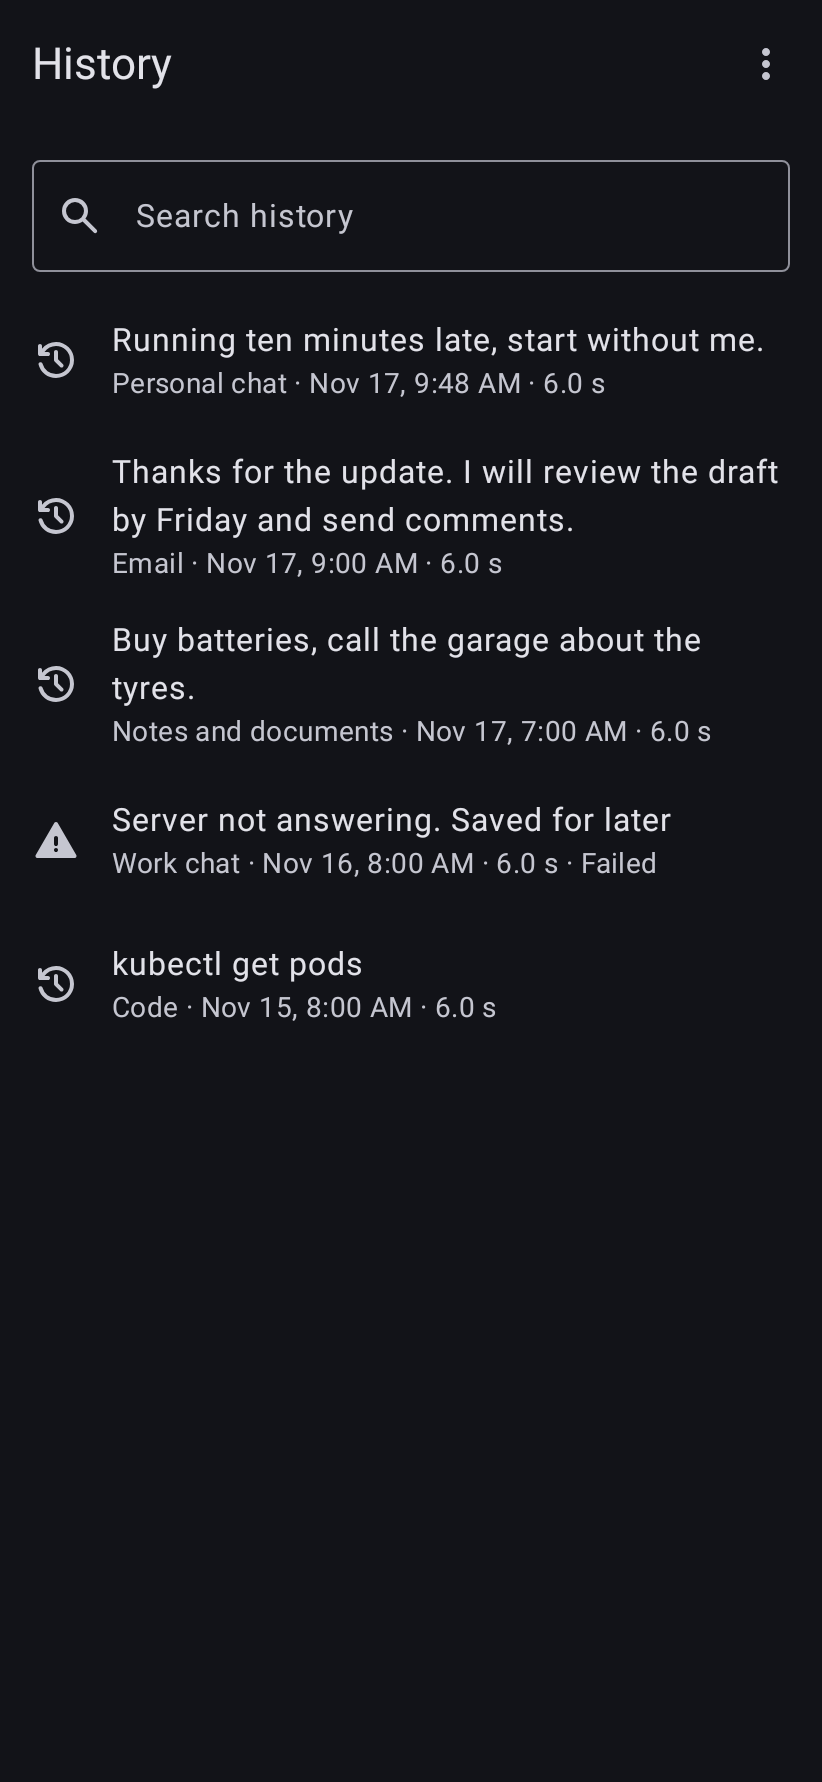 History
Search history
Running ten minutes late, start without me.
Personal chat · Nov 17, 9:48 AM · 6.0 s
Thanks for the update. I will review the draft
by Friday and send comments.
Email · Nov 17, 9:00 AM · 6.0 s
Buy batteries, call the garage about the
tyres.
Notes and documents · Nov 17, 7:00 AM · 6.0 s
Server not answering. Saved for later
Work chat · Nov 16, 8:00 AM · 6.0 s · Failed
kubectl get pods
Code · Nov 15, 8:00 AM · 6.0 s